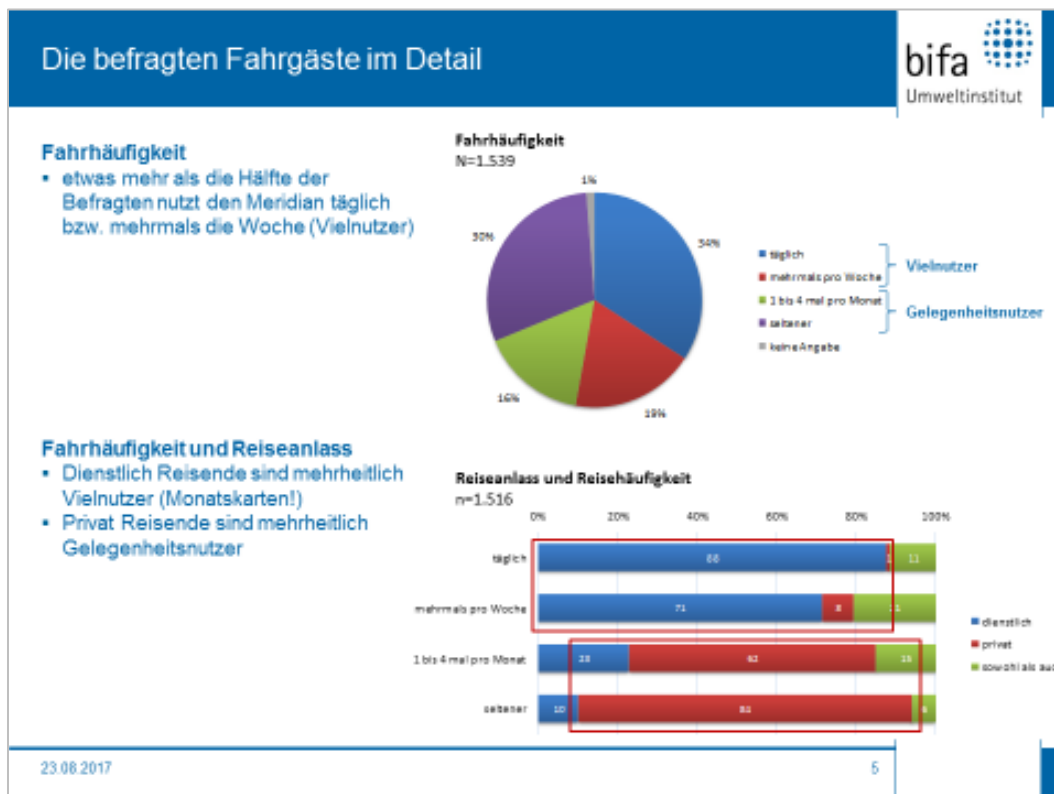 Die befragten Fahrgäste im Detail
bifa
Umweltinstitut
Fahrhäufigkeit
▪ etwas mehr als die Hälfte der
Befragten nutzt den Meridian täglich
bzw. mehrmals die Woche (Vielnutzer)
Fahrhäufigkeit
N=1.539
1%
30%
34%
16%
19%
täglich
mehrmals pro Woche
1 bis 4 mal pro Monat
seltener
keine Angabe
Vielnutzer
Gelegenheitsnutzer
Fahrhäufigkeit und Reiseanlass
▪ Dienstlich Reisende sind mehrheitlich
Vielnutzer (Monatskarten!)
▪ Privat Reisende sind mehrheitlich
Gelegenheitsnutzer
Reiseanlass und Reisehäufigkeit
n=1.516
0% 20% 40% 60% 80% 100%
täglich 11
mehrmals pro Woche 71 8
1 bis 4 mal pro Monat 62 15
seltener 10 6
dienstlich
privat
sowohl als auc
23.08.2017
5